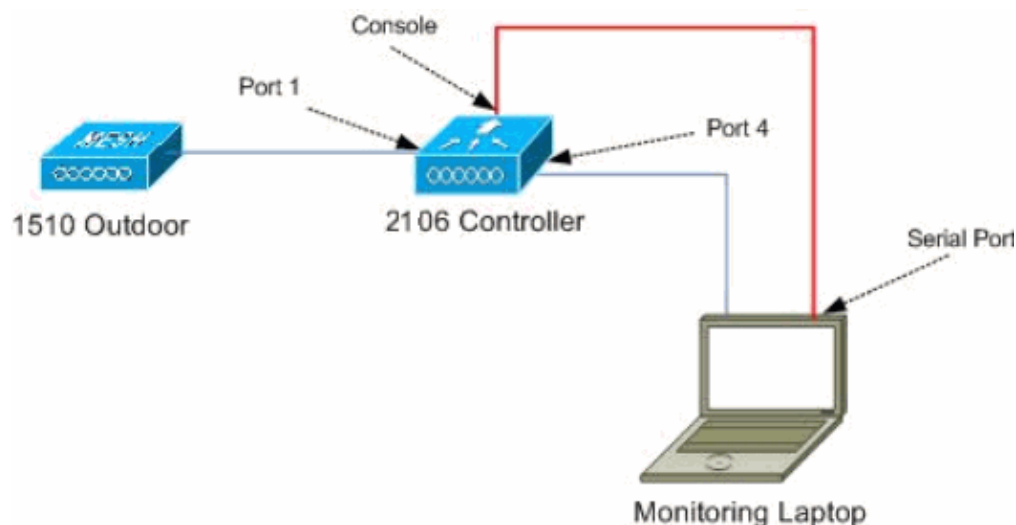 Console
Port 1
Port 4
MESH
1510 Outdoor
2106 Controller
Serial Port
Monitoring Laptop